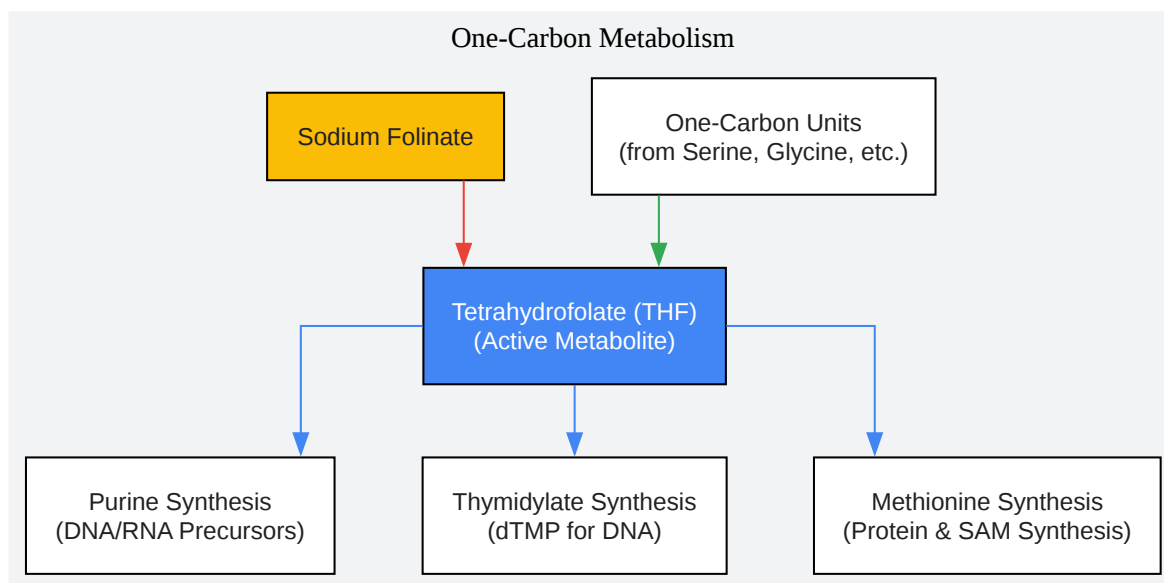 One-Carbon Metabolism
Sodium Folinate
One-Carbon Units
(from Serine, Glycine, etc.)
Tetrahydrofolate (THF)
(Active Metabolite)
Purine Synthesis
(DNA/RNA Precursors)
Thymidylate Synthesis
(dTMP for DNA)
Methionine Synthesis
(Protein & SAM Synthesis)